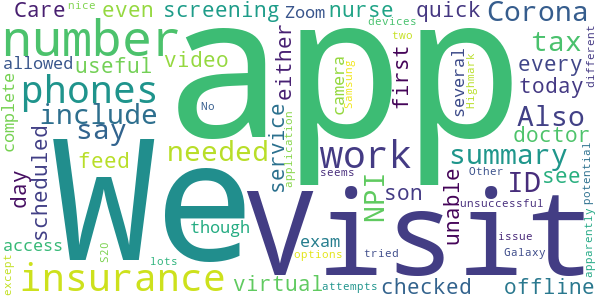 Care nice even screening Zoom nurse quick devices Corona
number app phones allowed useful video either camera Samsung two first several Highmark tax every today different
complete include say needed work Also doctor
We Visit summary ID see
day scheduled feed service application NPI son unable potential
No seems Other unsuccessful
though exam tried issue
access S20 options Galaxy apparently
except lots insurance virtual attempts checked offline